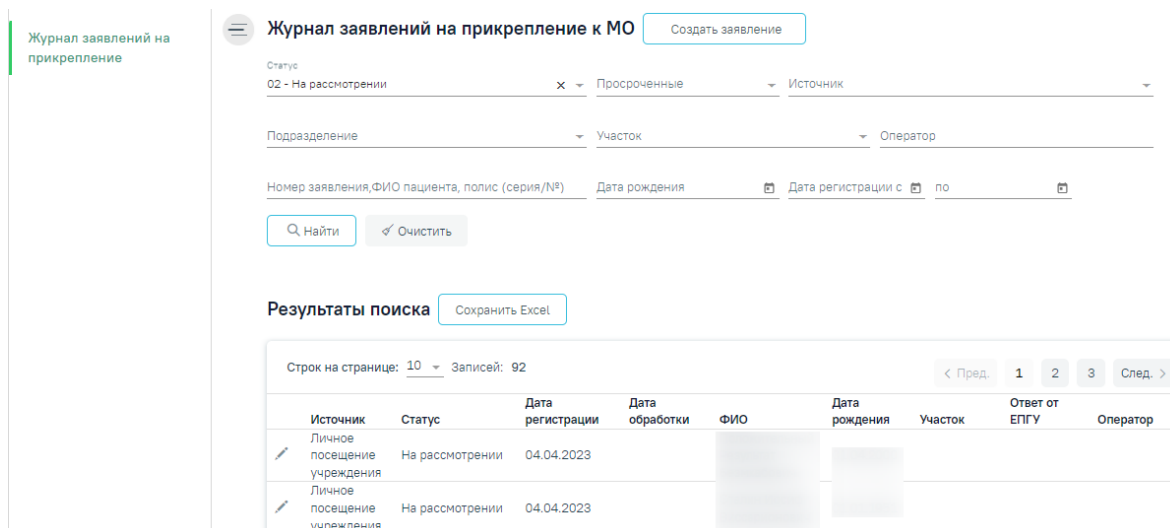 Журнал заявлений на
прикрепление
Журнал заявлений на прикрепление к МО
Создать заявление
Статус
02 - На рассмотрении
Просроченные
Источник
Подразделение
Участок
Оператор
Номер заявления,ФИО пациента, полис (серия/№)
Дата рождения
Дата регистрации с
по
Найти
Очистить
Результаты поиска
Сохранить Excel
Строк на странице: 10 Записей: 92
< Пред. 1 2 3 След. >
Источник Статус Дата регистрации Дата обработки ФИО Дата рождения Участок Ответ от ЕПГУ Оператор
Личное
посещение На рассмотрении 04.04.2023
учреждения
Личное
посещение На рассмотрении 04.04.2023
учреждения